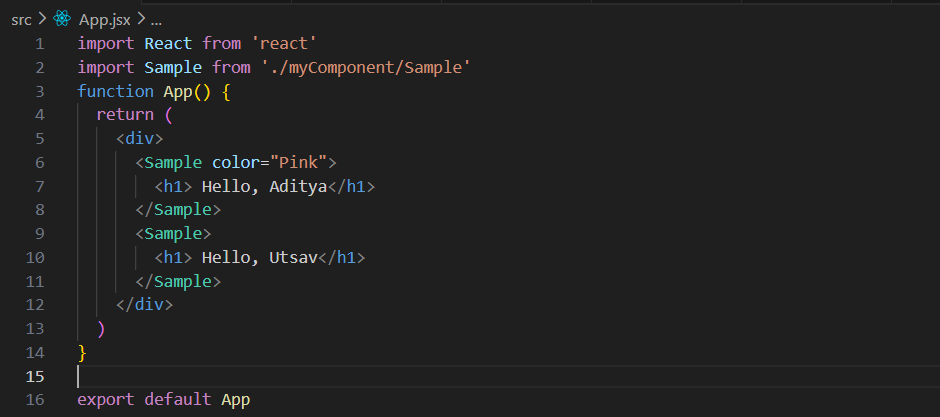 src > App.jsx > ...
1 import React from 'react'
2 import Sample from './myComponent/Sample'
3 function App() {
4   return (
5     <div>
6       <Sample color="Pink">
7         <h1> Hello, Aditya</h1>
8       </Sample>
9       <Sample>
10         <h1> Hello, Utsav</h1>
11       </Sample>
12     </div>
13   )
14 }
15
16 export default App